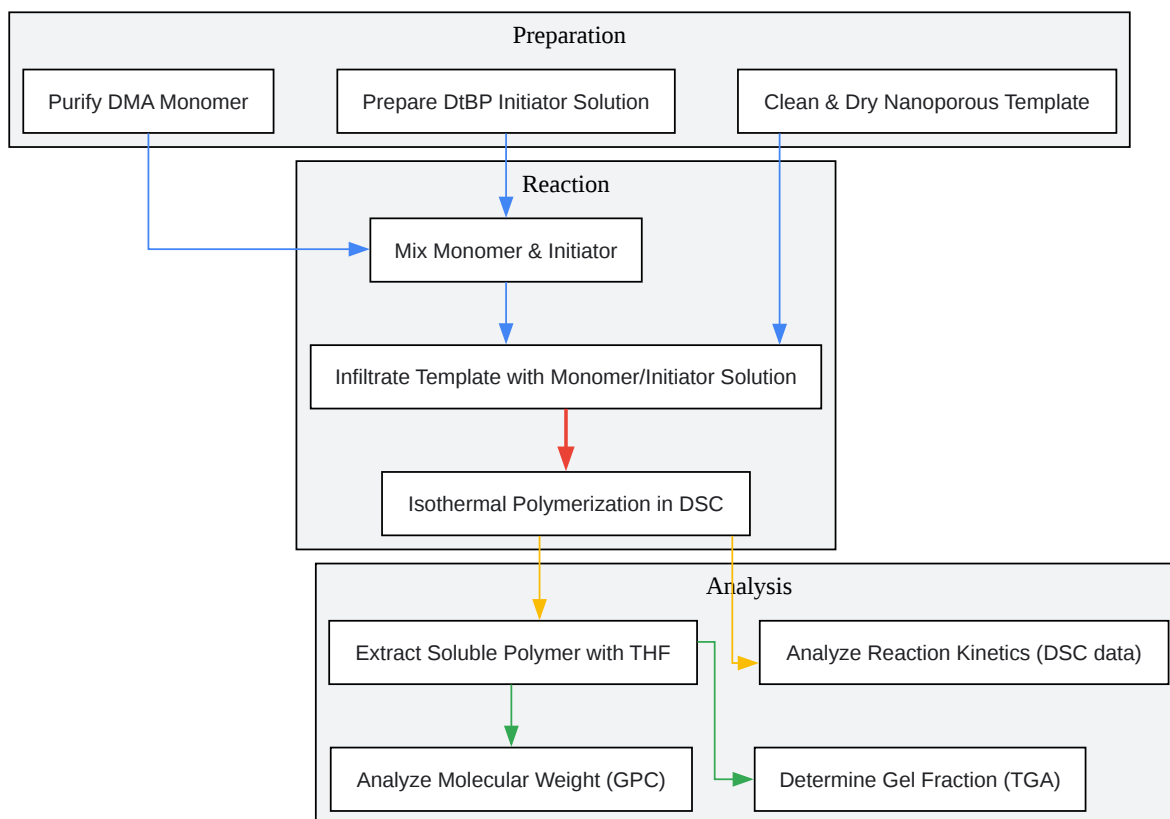 Preparation
Purify DMA Monomer
Prepare DtBP Initiator Solution
Clean & Dry Nanoporous Template
Reaction
Mix Monomer & Initiator
Infiltrate Template with Monomer/Initiator Solution
Isothermal Polymerization in DSC
Analysis
Extract Soluble Polymer with THF
Analyze Reaction Kinetics (DSC data)
Analyze Molecular Weight (GPC)
Determine Gel Fraction (TGA)